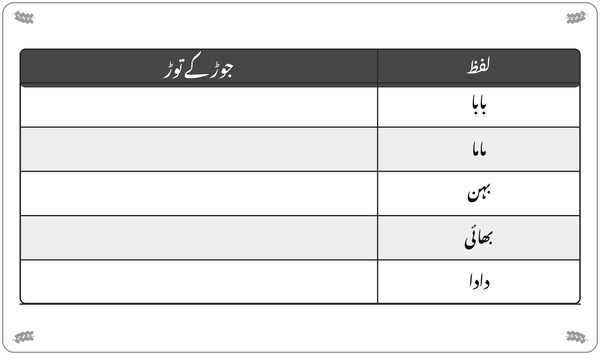 لفظ جوڑ کے توڑ
بابا
ماما
بہن
بھائی
دادا